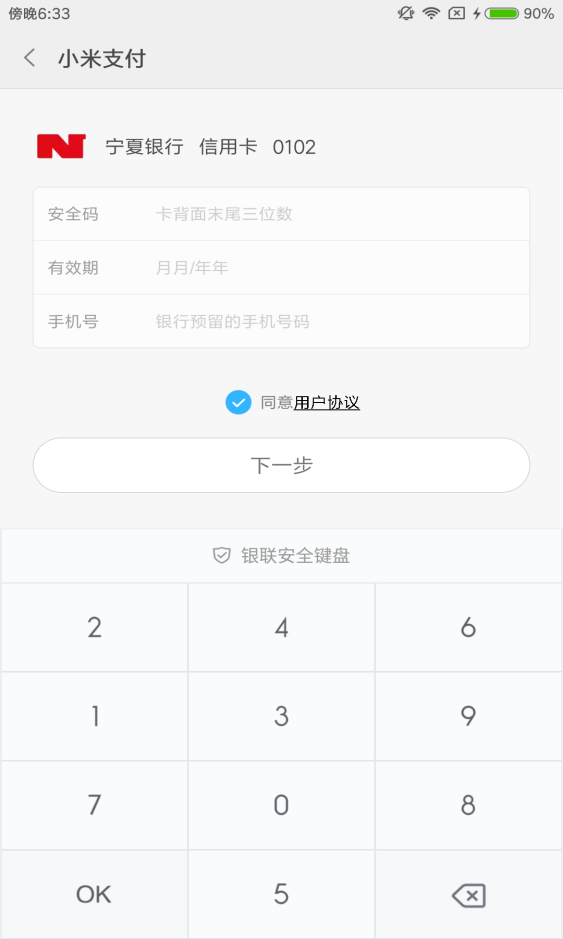 傍晚6:33 90%
小米支付
宁夏银行 信用卡 0102
安全码 卡背面末尾三位数
有效期 月月/年年
手机号 银行预留的手机号码
同意用户协议
下一步
银联安全键盘
2 4 6
1 3 9
7 0 8
OK 5